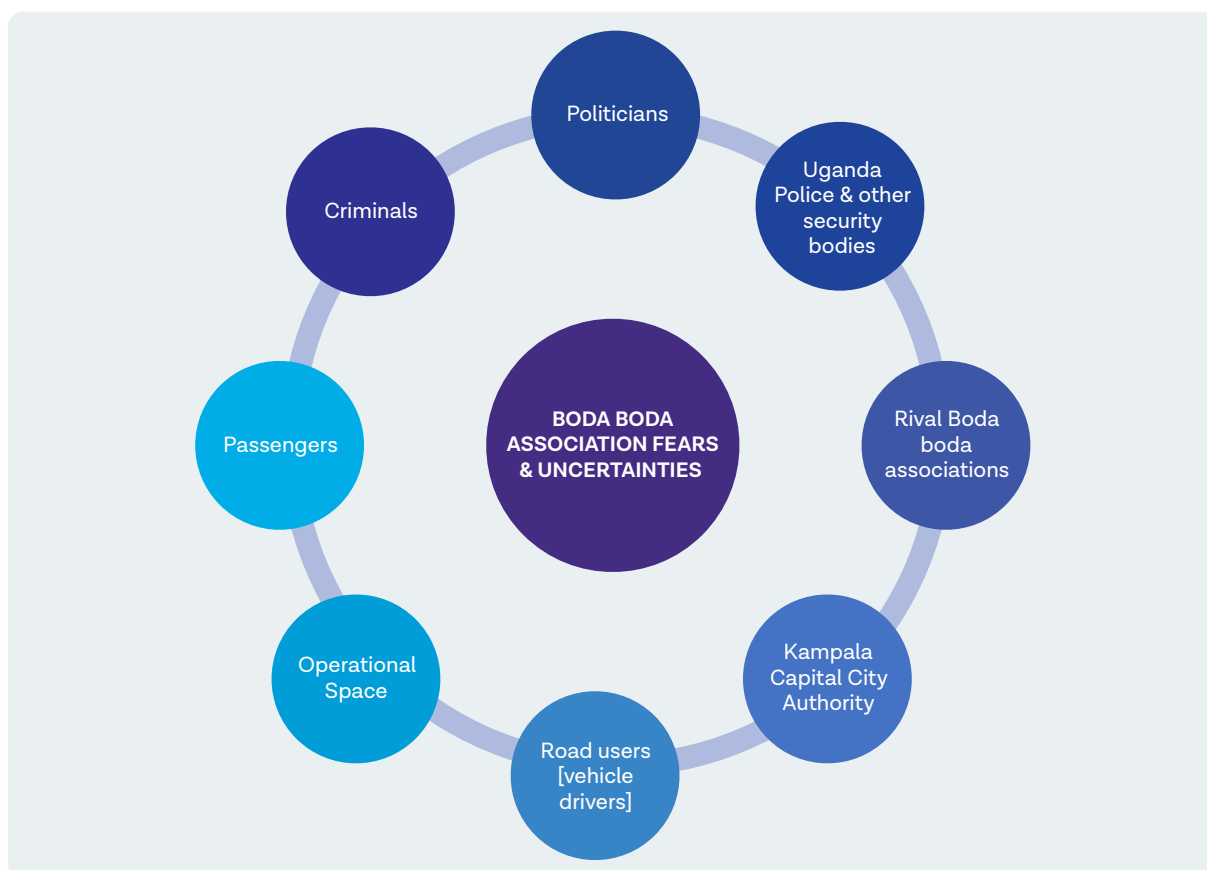 Politicians
Uganda
Police & other
security
bodies
Rival Boda
boda
associations
Kampala
Capital City
Authority
Road users
[vehicle
drivers]
Operational
Space
Passengers
Criminals
BODA BODA
ASSOCIATION FEARS
& UNCERTAINTIES